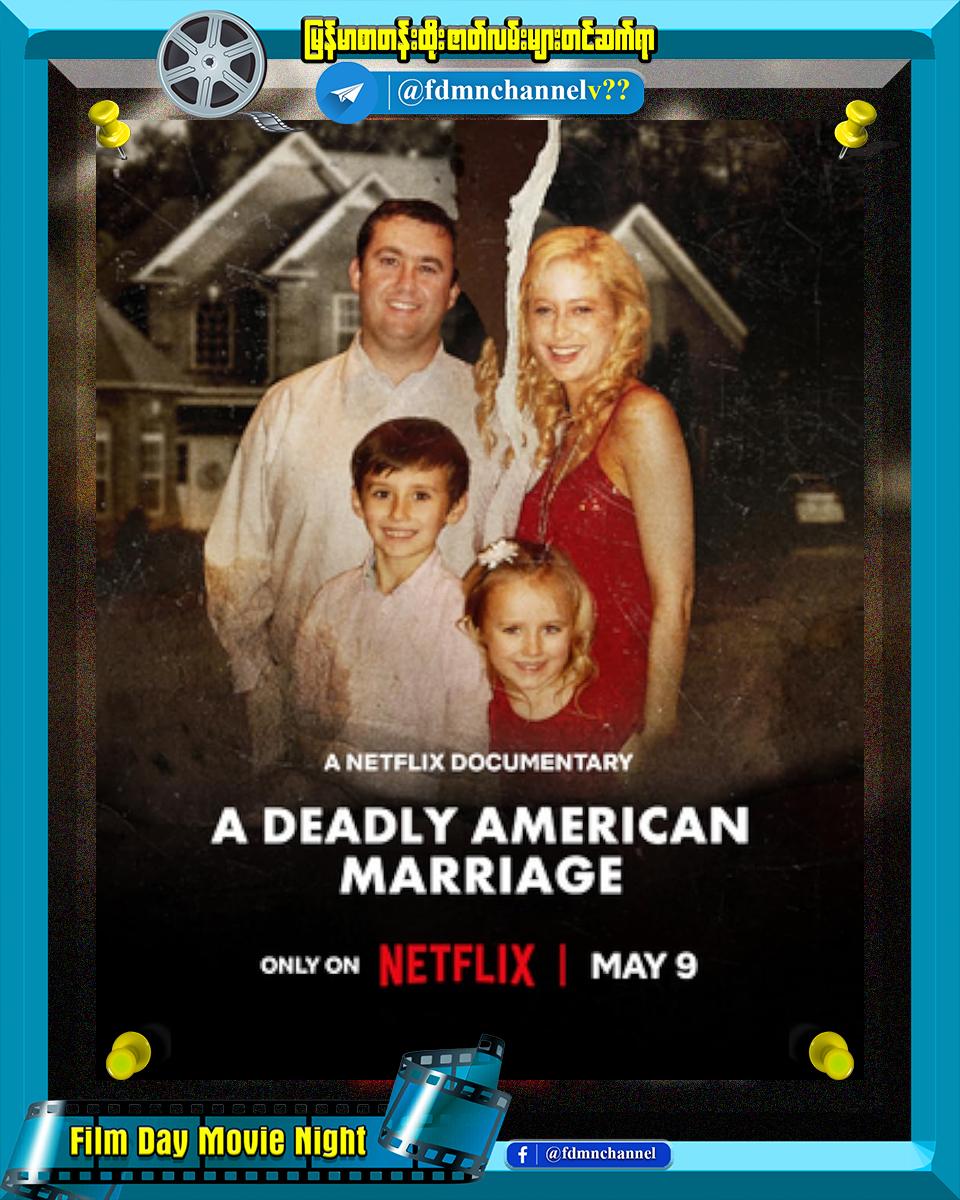 မြန်မာစာတန်းထိုးဇာတ်လမ်းများတင်ဆက်ရာ
@fdmnchannelv??
A NETFLIX DOCUMENTARY
A DEADLY AMERICAN
MARRIAGE
ONLY ON NETFLIX | MAY 9
Film Day Movie Night
f | @fdmnchannel